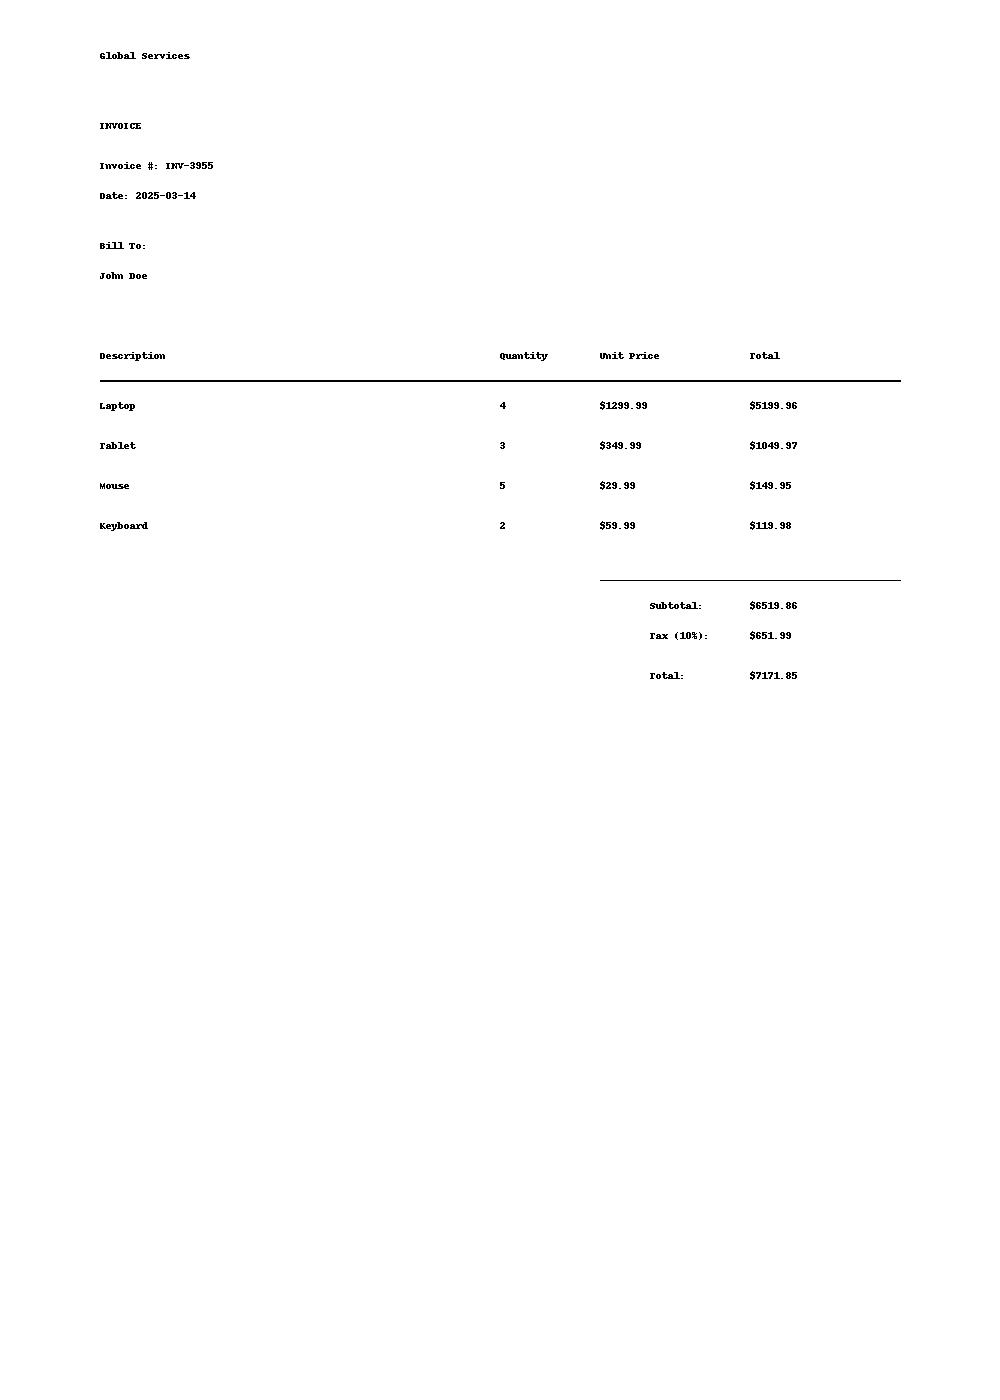 Global Services
INVOICE
Invoice #: INV-3955
Date: 2025-03-14
Bill To:
John Doe
Description Quantity Unit Price Total
Laptop 4 $1299.99 $5199.96
Tablet 3 $349.99 $1049.97
Mouse 5 $29.99 $149.95
Keyboard 2 $59.99 $119.98
Subtotal: $6519.86
Tax (10%): $651.99
Total: $7171.85